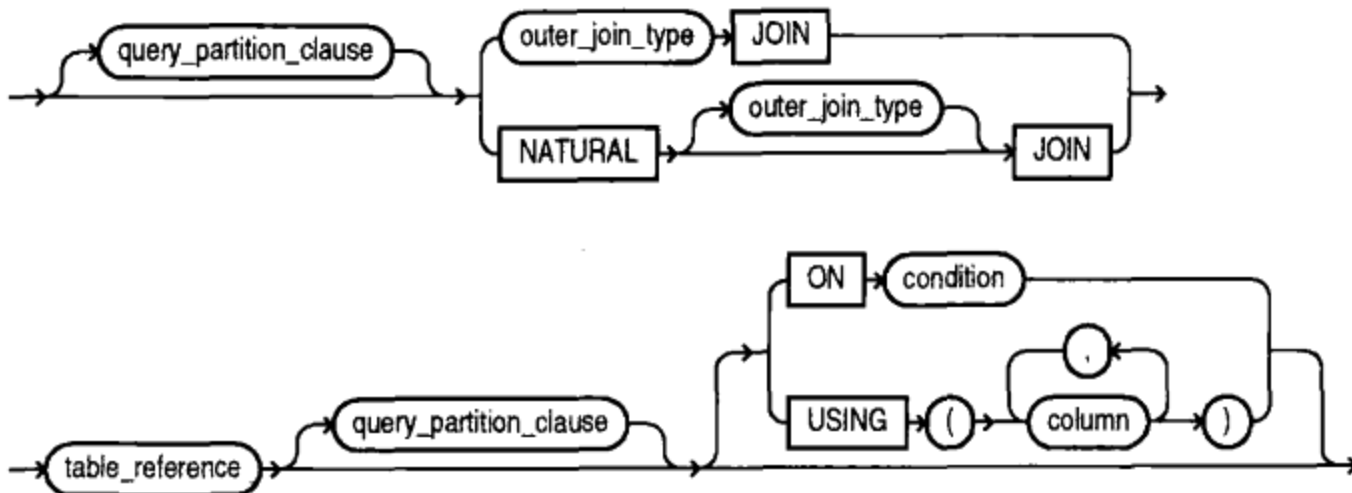 query_partition_clause
outer_join_type JOIN
NATURAL outer_join_type JOIN
table_reference query_partition_clause
ON condition
USING ( column , )